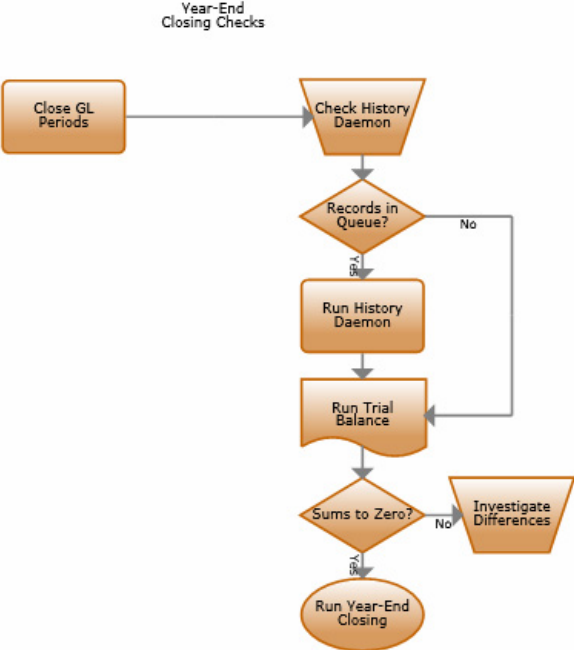 Year-End
Closing Checks
Close GL
Periods
Check History
Daemon
Records in
Queue?
No
Yes
Run History
Daemon
Run Trial
Balance
Sums to Zero?
No
Investigate
Differences
Yes
Run Year-End
Closing